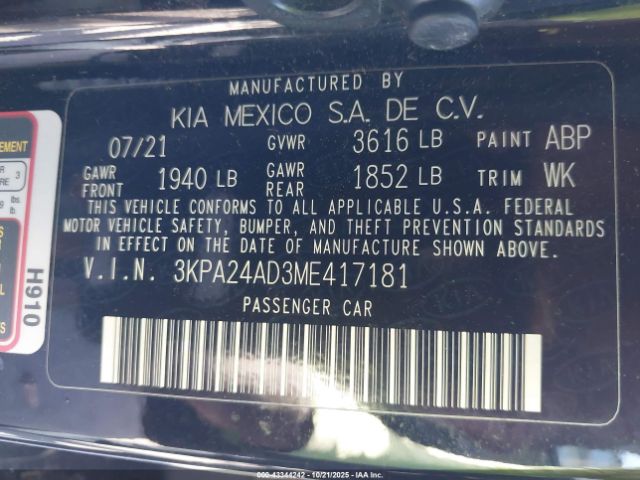 MANUFACTURED BY
KIA MEXICO S.A. DE C.V.
07/21 GVWR 3616 LB PAINT ABP
GAWR FRONT 1940 LB GAWR REAR 1852 LB TRIM WK
THIS VEHICLE CONFORMS TO ALL APPLICABLE U.S.A. FEDERAL
MOTOR VEHICLE SAFETY, BUMPER, AND THEFT PREVENTION STANDARDS
IN EFFECT ON THE DATE OF MANUFACTURE SHOWN ABOVE.
V.I.N. 3KPA24AD3ME417181
PASSENGER CAR
H910
3
lbs
lb.
000-43344242 - 10/21/2025 - IAA Inc.